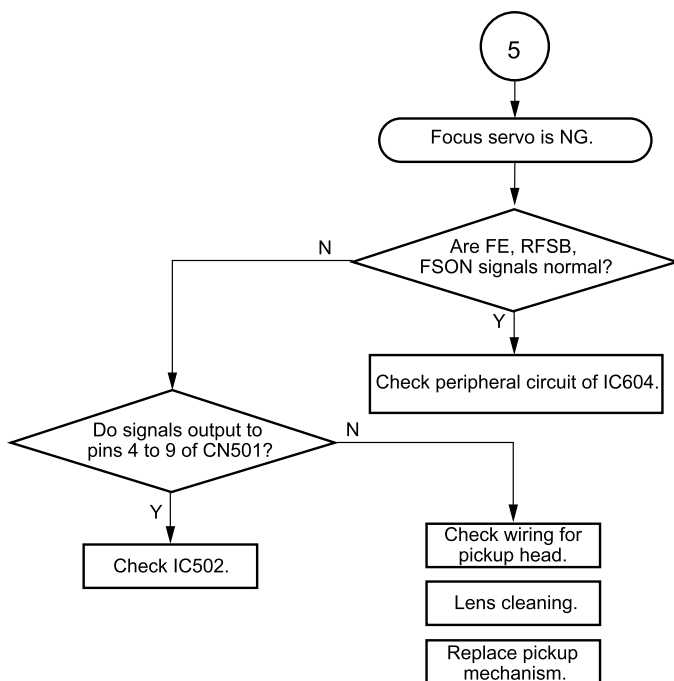 5
Focus servo is NG.
Are FE, RFSB,
FSON signals normal?
N
Y
Check peripheral circuit of IC604.
Do signals output to
pins 4 to 9 of CN501?
N
Y
Check IC502.
Check wiring for
pickup head.
Lens cleaning.
Replace pickup
mechanism.